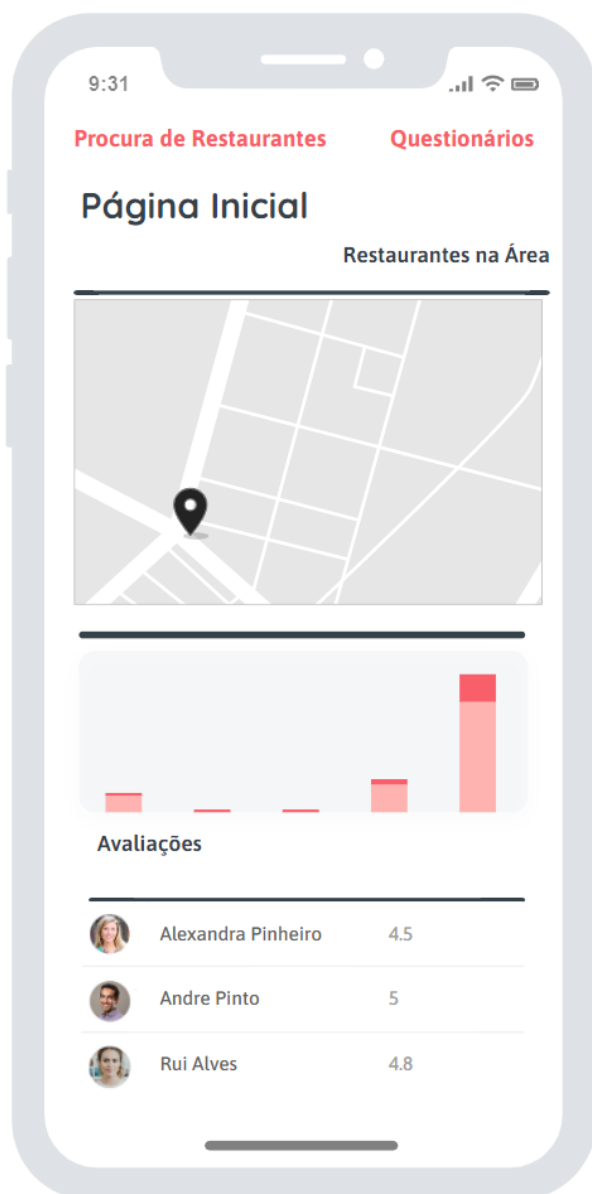 9:31
Procura de Restaurantes Questionários
Página Inicial
Restaurantes na Área
Avaliações
Alexandra Pinheiro 4.5
Andre Pinto 5
Rui Alves 4.8